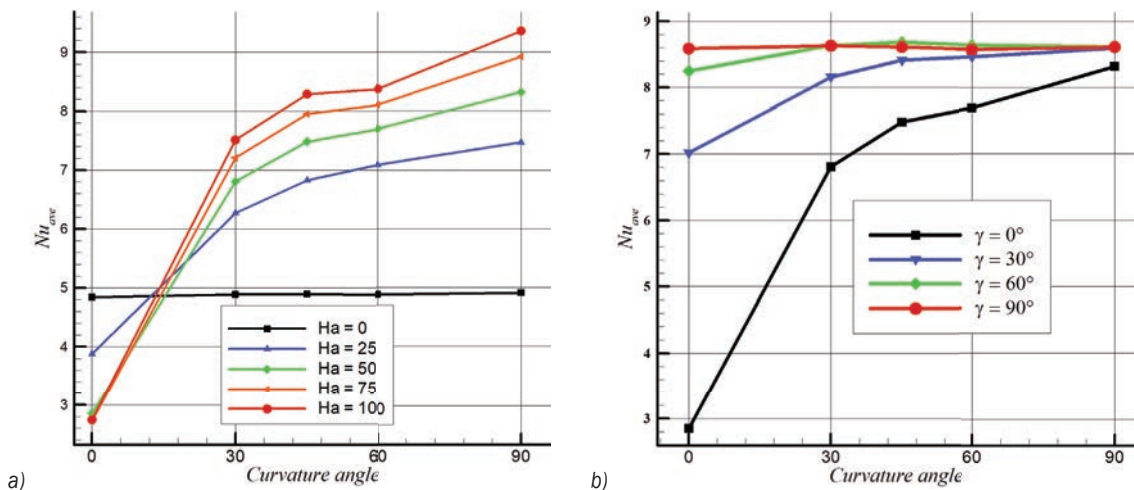 9
8
7
6
5
4
3
Nu_ave
0
30
60
90
Curvature angle
Ha = 0
Ha = 25
Ha = 50
Ha = 75
Ha = 100
a)
9
8
7
6
5
4
3
Nu_ave
0
30
60
90
Curvature angle
γ = 0°
γ = 30°
γ = 60°
γ = 90°
b)